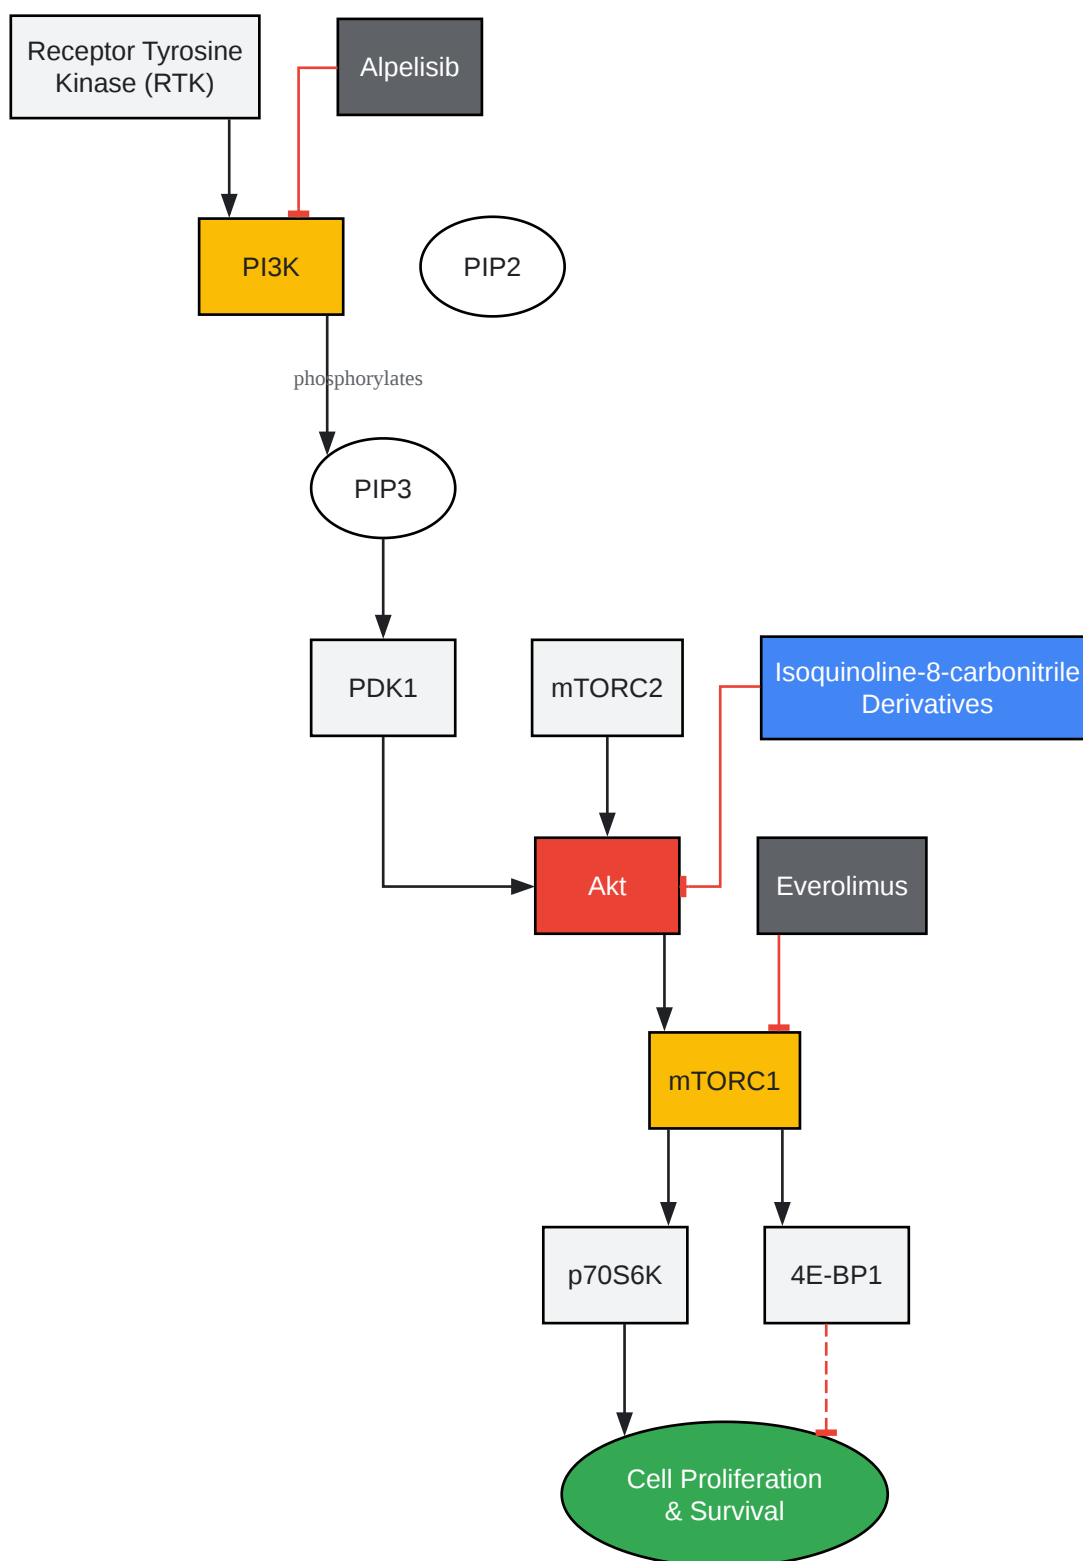 Receptor Tyrosine
Kinase (RTK)
Alpelisib
PI3K
PIP2
phosphorylates
PIP3
PDK1
mTORC2
Isoquinoline-8-carbonitrile
Derivatives
Akt
Everolimus
mTORC1
p70S6K
4E-BP1
Cell Proliferation
& Survival